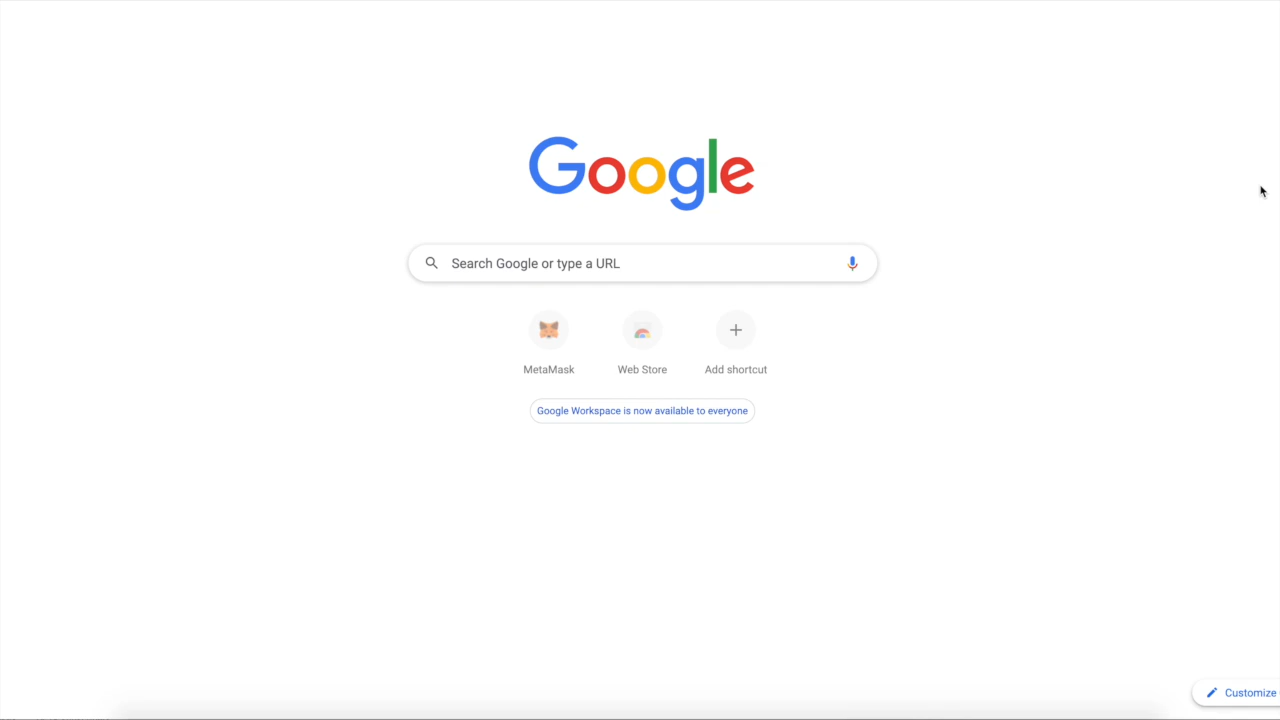 Google
Search Google or type a URL
MetaMask
Web Store
Add shortcut
Google Workspace is now available to everyone
Customize